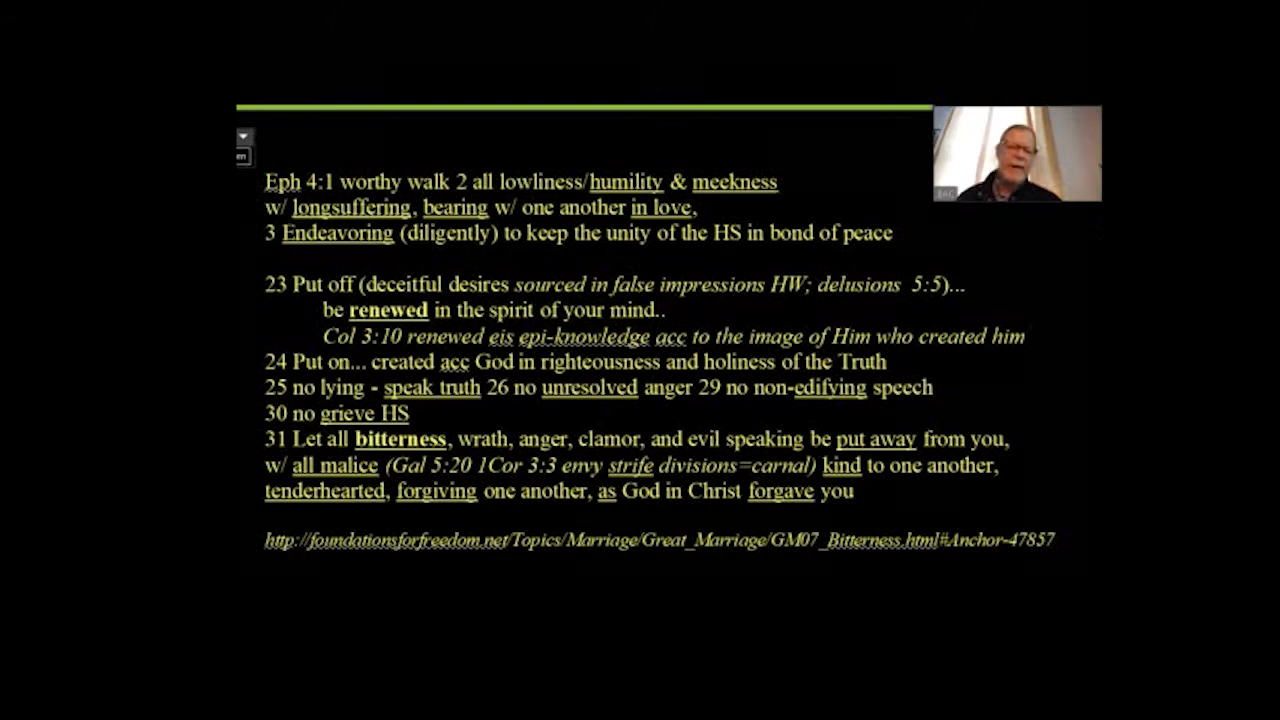 Eph 4:1 worthy walk 2 all lowliness/humility & meekness
w/ longsuffering, bearing w/ one another in love,
3 Endeavoring (diligently) to keep the unity of the HS in bond of peace
23 Put off (deceitful desires sourced in false impressions HW; delusions 5:5)...
be renewed in the spirit of your mind..
Col 3:10 renewed eis epi-knowledge acc to the image of Him who created him
24 Put on... created acc God in righteousness and holiness of the Truth
25 no lying - speak truth 26 no unresolved anger 29 no non-edifying speech
30 no grieve HS
31 Let all bitterness, wrath, anger, clamor, and evil speaking be put away from you,
w/ all malice (Gal 5:20 1Cor 3:3 envy strife divisions=carnal) kind to one another,
tenderhearted, forgiving one another, as God in Christ forgave you
http://foundationsforfreedom.net/Topics/Marriage/Great_Marriage/GM07_Bitterness.html#Anchor-47857